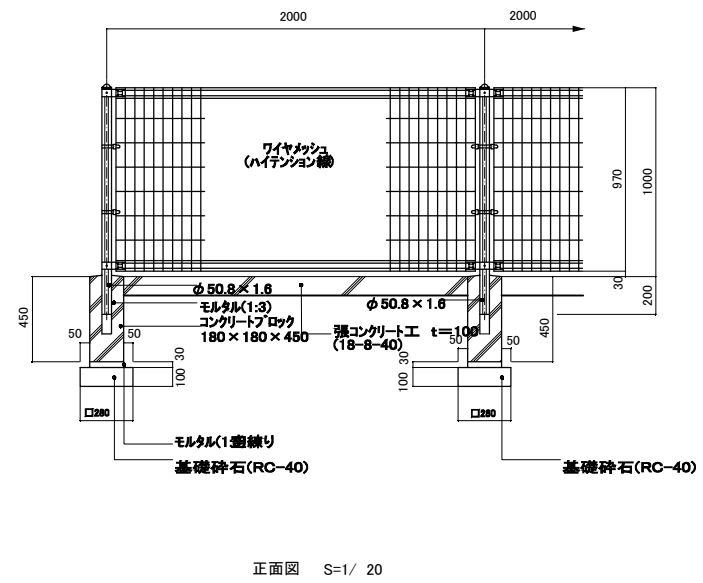 2000
2000
ワイヤメッシュ
(ハイテンション線)
970
1000
30
200
φ50.8×1.6
モルタル(1:3)
コンクリートブロック
180×180×450
φ50.8×1.6
張コンクリート工 t=100
(18-8-40)
450
50
50
30
100
□280
50
50
450
30
100
□280
モルタル(1:
空練り
基礎砕石(RC-40)
基礎砕石(RC-40)
正面図 S=1/ 20